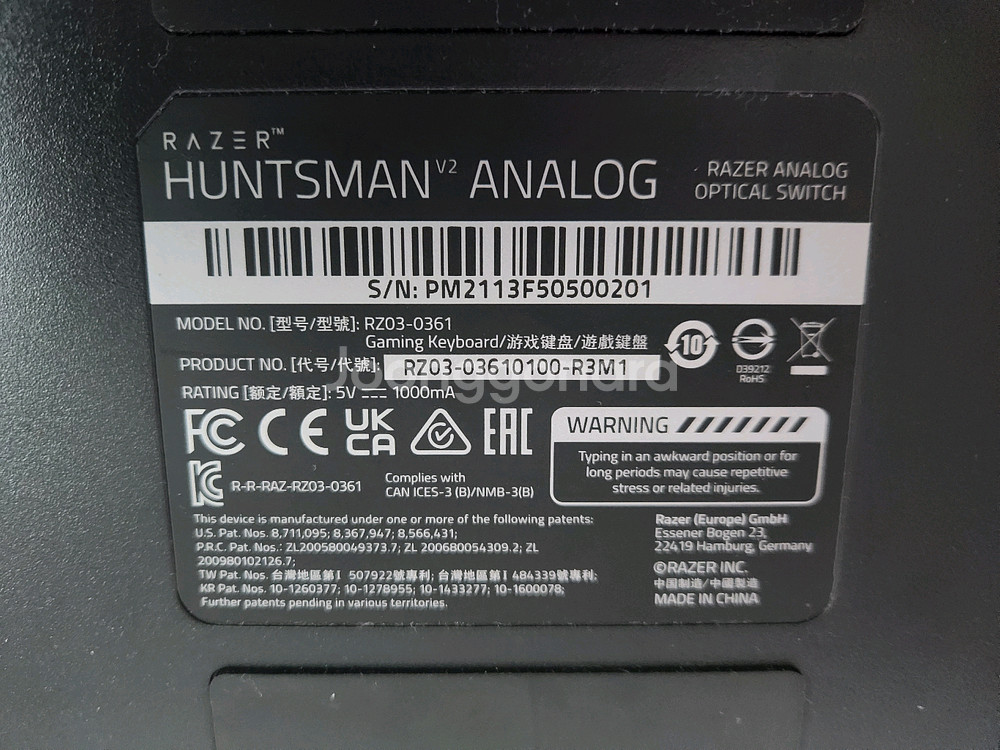 RAZER™
HUNTSMAN V2 ANALOG
RAZER ANALOG
OPTICAL SWITCH
S/N: PM2113F50500201
MODEL NO. [型号/型號]: RZ03-0361
Gaming Keyboard/游戏键盘/遊戲鍵盤
PRODUCT NO. [代号/代號]: RZ03-03610100-R3M1
RATING [额定/額定]: 5V 1000mA
10
D39212
RoHS
Joonggonara
FC CE UK
CA EAC
R-R-RAZ-RZ03-0361
Complies with
CAN ICES-3 (B)/NMB-3(B)
WARNING
Typing in an awkward position or for
long periods may cause repetitive
stress or related injuries.
This device is manufactured under one or more of the following patents:
U.S. Pat. Nos. 8,711,095; 8,367,947; 8,566,431;
P.R.C. Pat. Nos.: ZL200580049373.7; ZL 200680054309.2; ZL
200980102126.7;
TW Pat. Nos. 台灣地區第I 507922號專利; 台灣地區第I 484339號專利;
KR Pat. Nos. 10-1260377; 10-1278955; 10-1433277; 10-1600078;
Further patents pending in various territories.
Razer (Europe) GmbH
Essener Bogen 23,
22419 Hamburg, Germany
©RAZER INC.
中国制造/中國製造
MADE IN CHINA